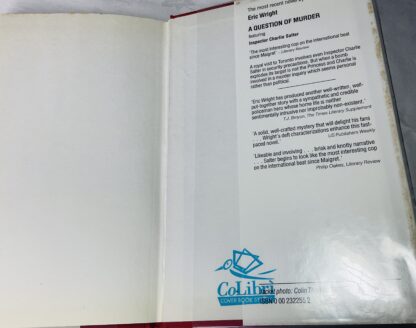 The most recent novel
Eric Wright
A QUESTION OF MURDER
featuring
Inspector Charlie Salter
'The most interesting cop on the international beat
since Maigret.' Literary Review
A royal visit to Toronto involves even Inspector Charlie
Salter in security precautions. But when a bomb
explodes its target is not the Princess and Charlie is
involved in a murder inquiry which seems personal
rather than political.
'Eric Wright has produced another well-written, well-
put-together story with a sympathetic and credible
policeman hero whose home life is neither
sentimentally intrusive nor improbably non-existent.'
T.J. Binyon, The Times Literary Supplement
'A solid, well-crafted mystery that will delight his fans
. . . Wright's deft characterizations enhance this fast-
paced novel.'
US Publishers Weekly
'Likeable and involving . . . brisk and knotty narrative
. . . Salter begins to look like the most interesting cop
on the international beat since Maigret.'
Philip Oakes, Literary Review
CoLibri
COVER BOOK
Jacket photo: Colin
ISBN 0 00 232255 2